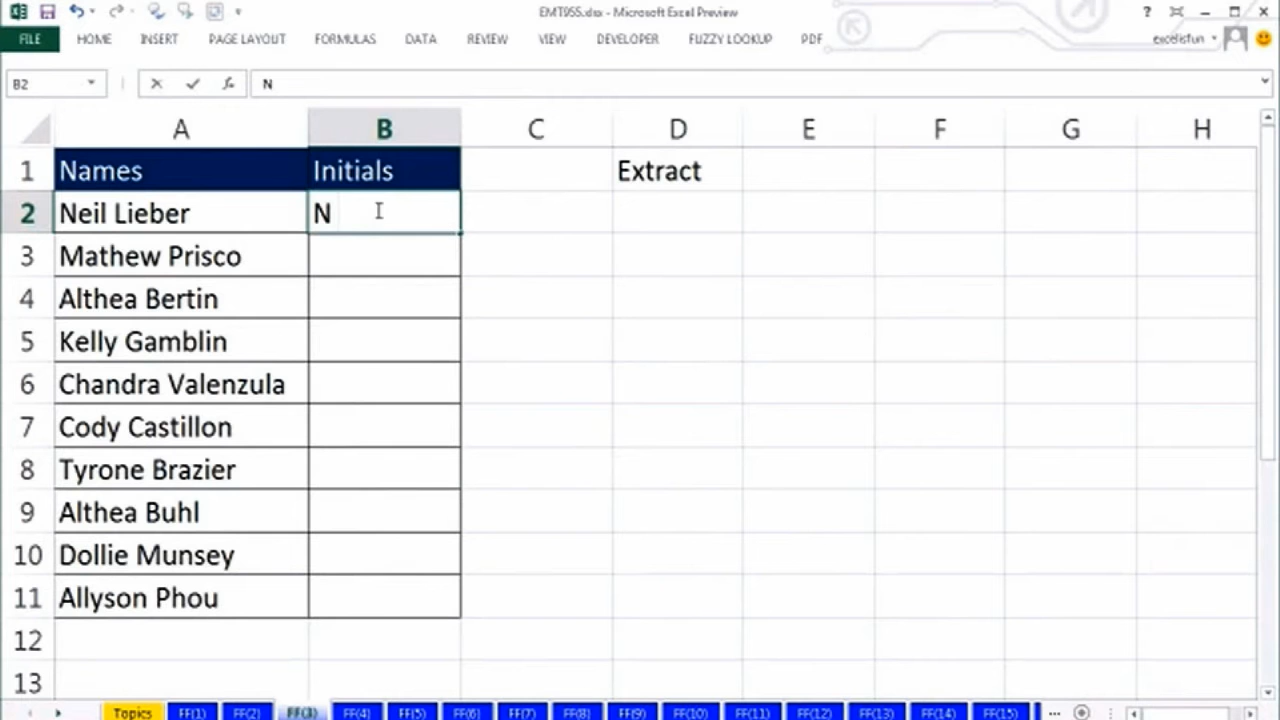 EMT955.xlsx - Microsoft Excel Preview
?
FILE HOME INSERT PAGE LAYOUT FORMULAS DATA REVIEW VIEW DEVELOPER FUZZY LOOKUP PDF excelisfun
B2 fx N
A B C D E F G H
1 Names Initials Extract
2 Neil Lieber N
3 Mathew Prisco
4 Althea Bertin
5 Kelly Gamblin
6 Chandra Valenzula
7 Cody Castillon
8 Tyrone Brazier
9 Althea Buhl
10 Dollie Munsey
11 Allyson Phou
12
13
Topics FF(1) FF(2) FF(3) FF(4) FF(5) FF(6) FF(7) FF(8) FF(9) FF(10) FF(11) FF(12) FF(13) FF(14) FF(15) ...